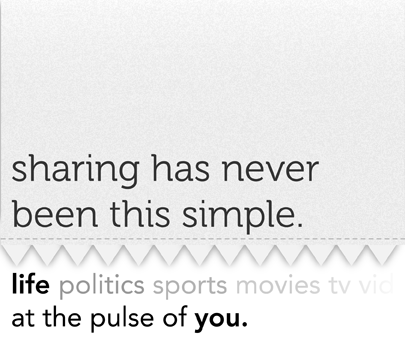 sharing has never
been this simple.
life politics sports movies tv vid
at the pulse of you.